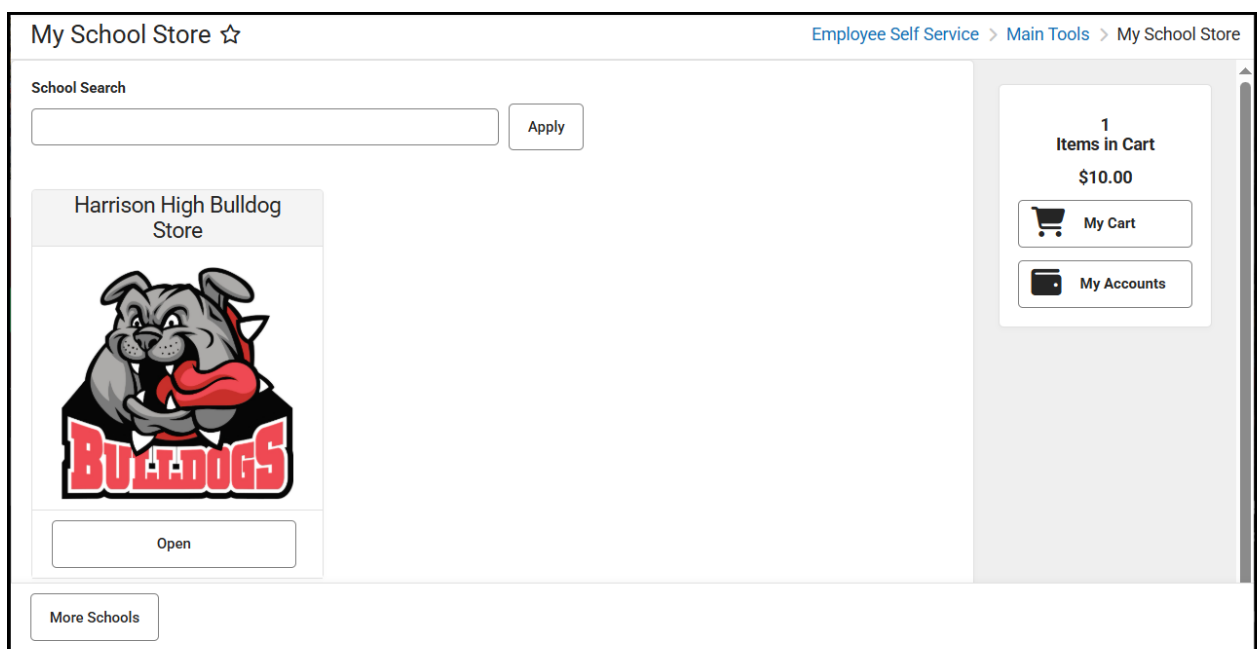 My School Store
Employee Self Service > Main Tools > My School Store
School Search
Apply
1
Items in Cart
$10.00
My Cart
My Accounts
Harrison High Bulldog
Store
BULLDOGS
Open
More Schools